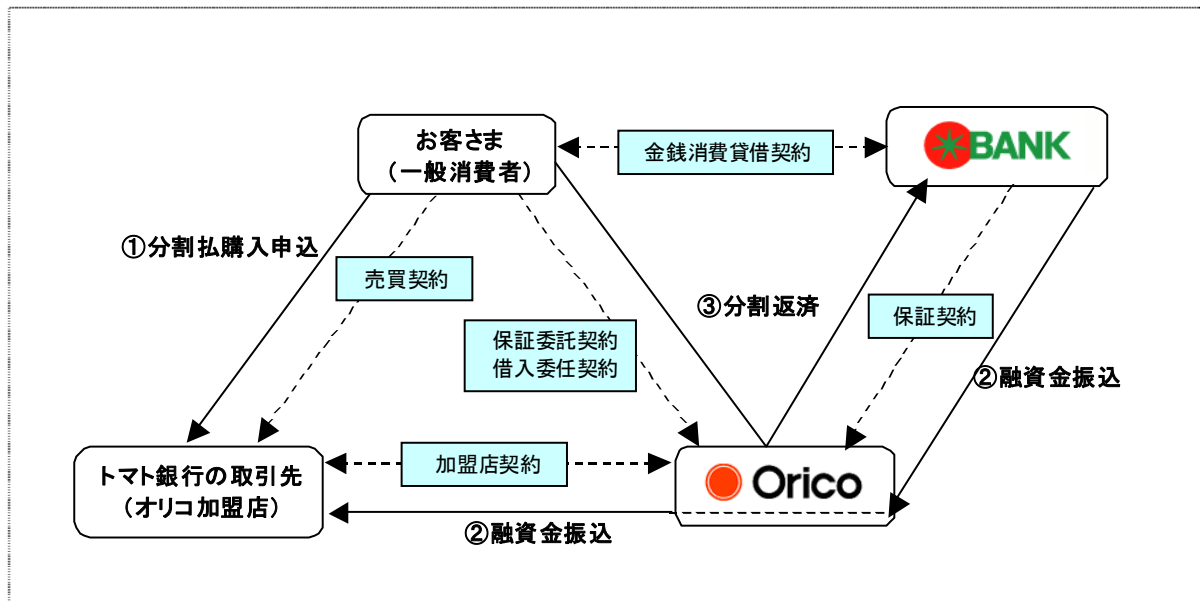 お客さま
（一般消費者）
金銭消費貸借契約
BANK
①分割払購入申込
売買契約
保証委託契約
借入委任契約
③分割返済
保証契約
②融資金振込
トマト銀行の取引先
（オリコ加盟店）
加盟店契約
Orico
②融資金振込